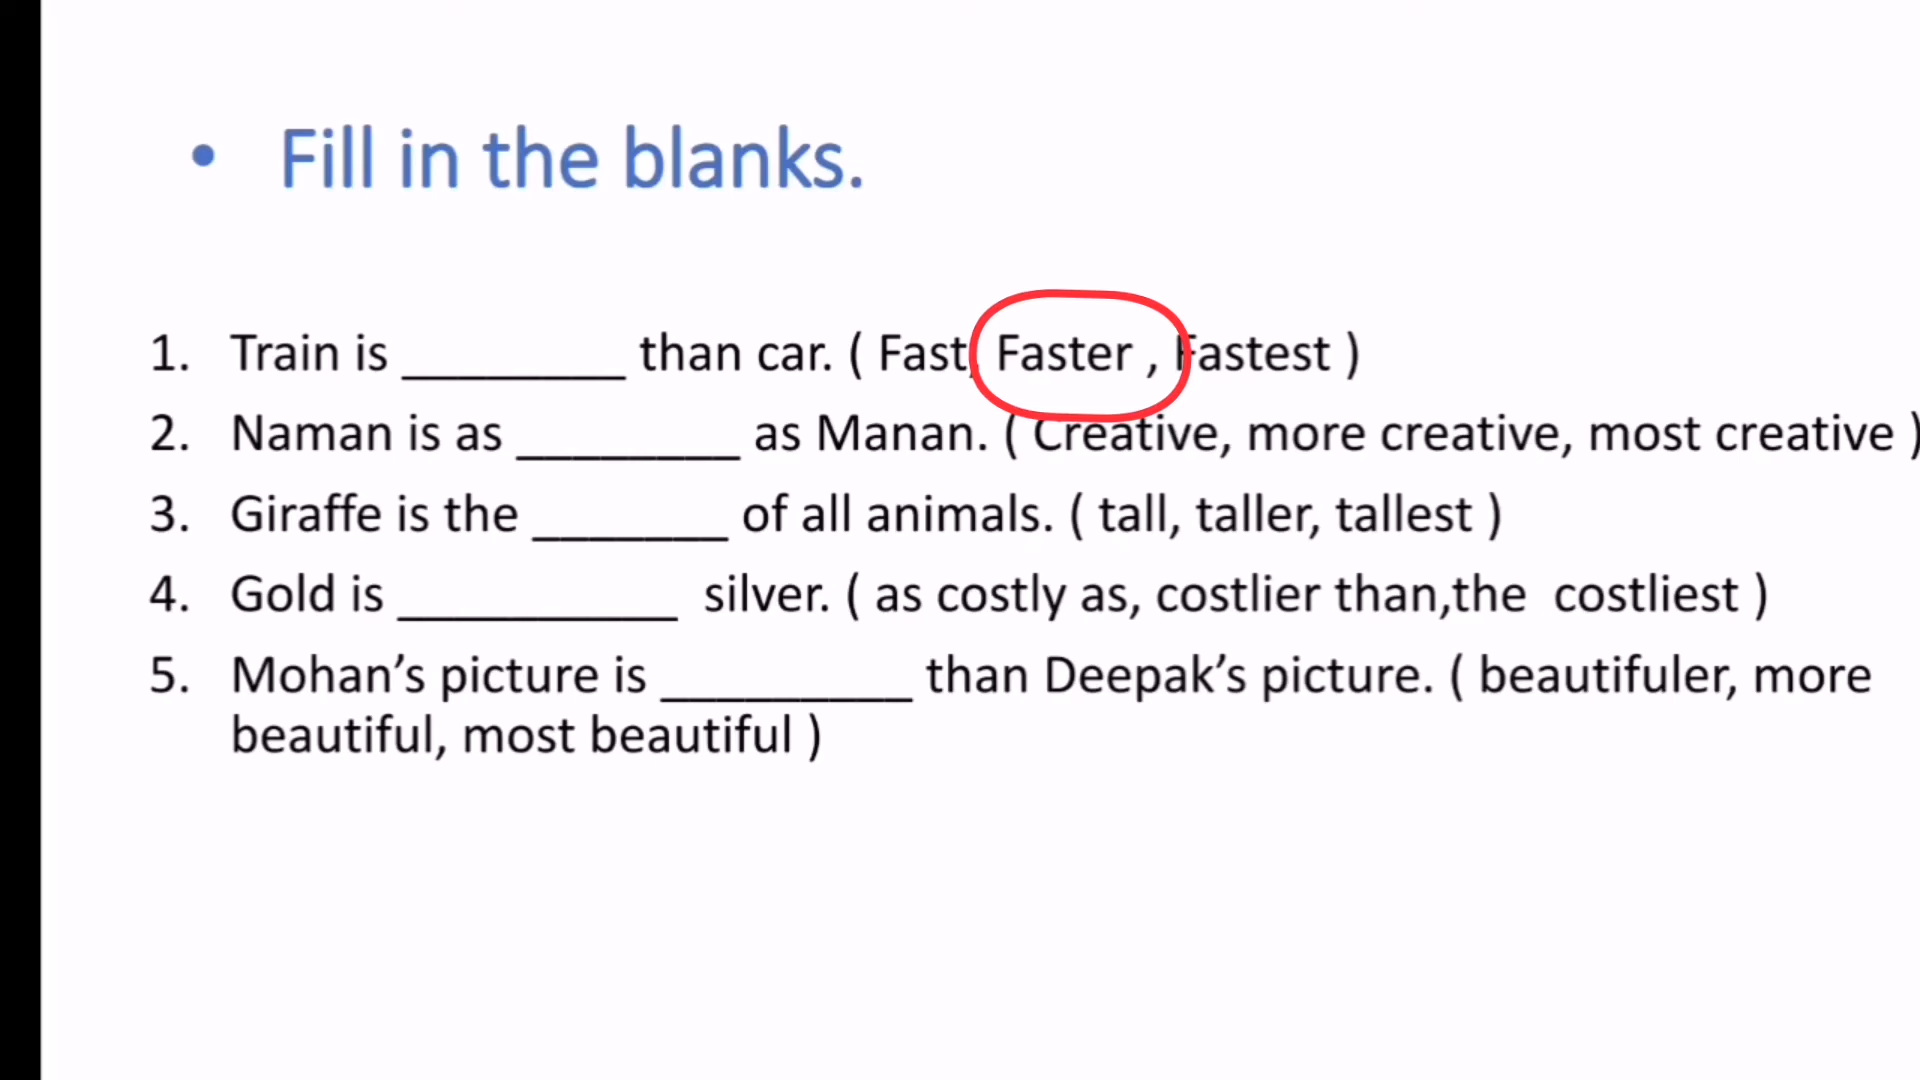 • Fill in the blanks.
1. Train is ________ than car. ( Fast, Faster , Fastest )
2. Naman is as ________ as Manan. ( Creative, more creative, most creative )
3. Giraffe is the _______ of all animals. ( tall, taller, tallest )
4. Gold is __________ silver. ( as costly as, costlier than,the costliest )
5. Mohan’s picture is _________ than Deepak’s picture. ( beautifuler, more
beautiful, most beautiful )